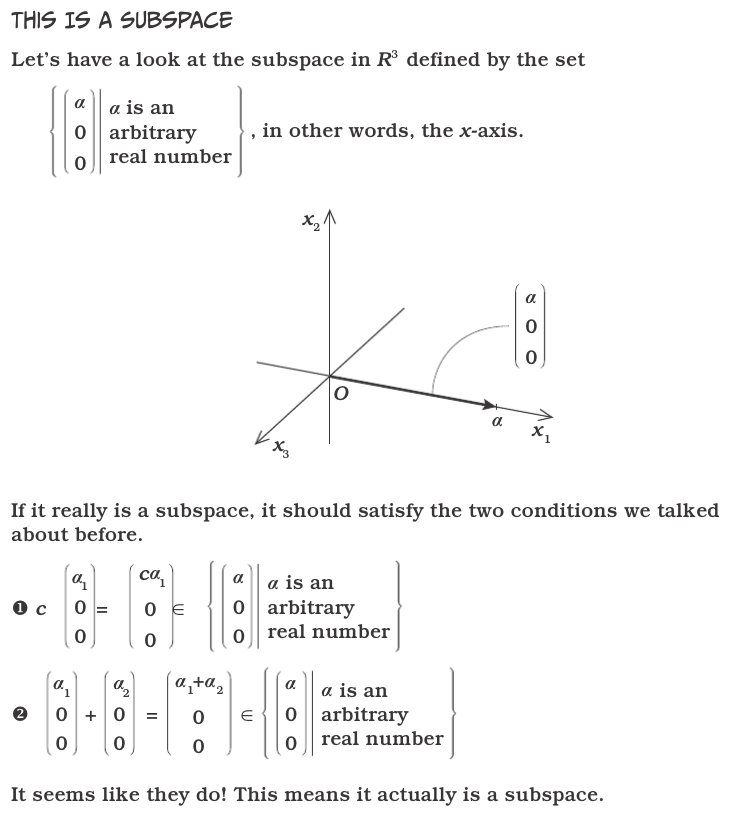 THIS IS A SUBSPACE
Let's have a look at the subspace in R³ defined by the set
{ ( α 0 0 ) | α is an arbitrary real number } , in other words, the x-axis.
x₂
( α 0 0 )
O
α
x₁
x₃
If it really is a subspace, it should satisfy the two conditions we talked
about before.
❶ c ( α₁ 0 0 ) = ( cα₁ 0 0 ) ∈ { ( α 0 0 ) | α is an arbitrary real number }
❷ ( α₁ 0 0 ) + ( α₂ 0 0 ) = ( α₁+α₂ 0 0 ) ∈ { ( α 0 0 ) | α is an arbitrary real number }
It seems like they do! This means it actually is a subspace.